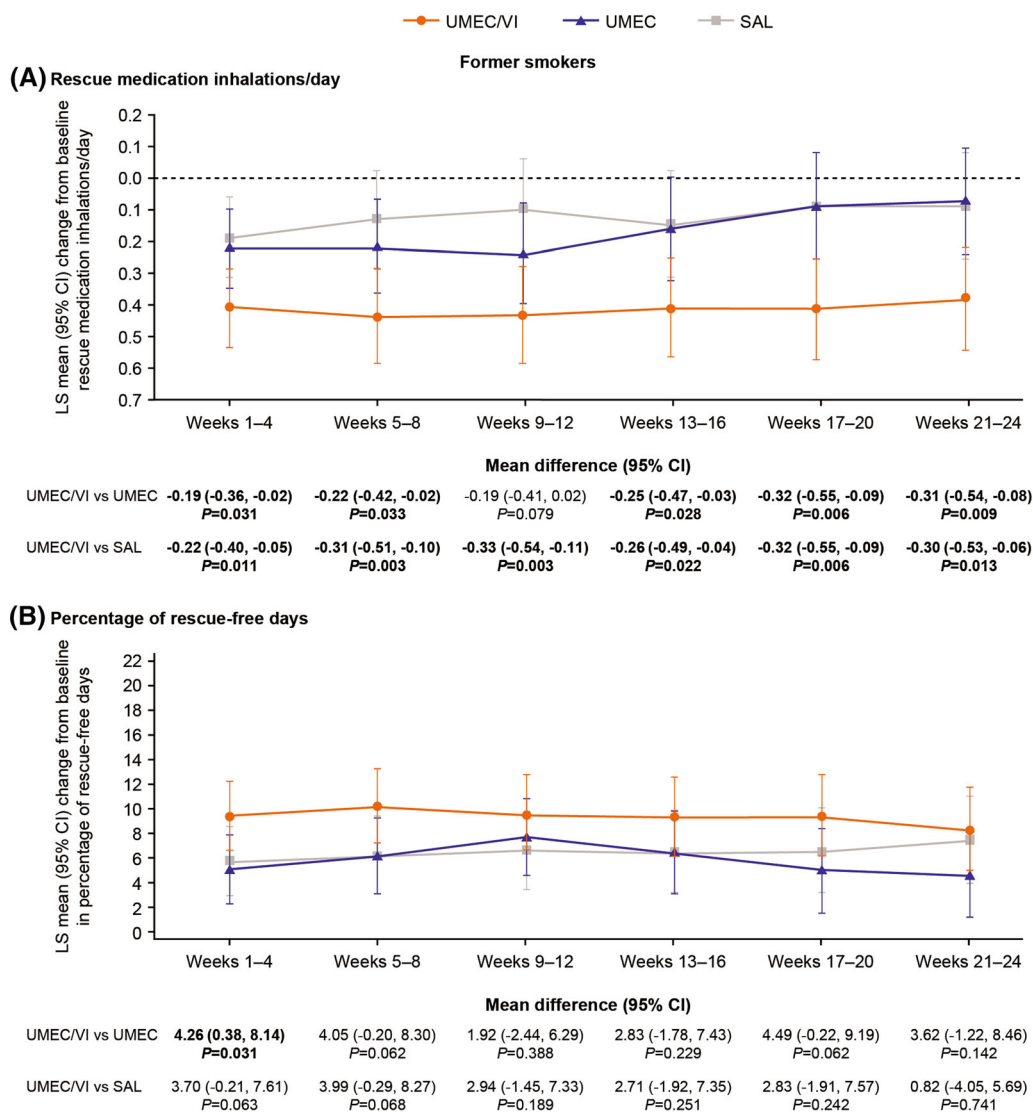 UMEC/VI UMEC SAL
Former smokers
(A) Rescue medication inhalations/day
LS mean (95% CI) change from baseline
rescue medication inhalations/day
0.2
0.1
0.0
0.1
0.2
0.3
0.4
0.5
0.6
0.7
Weeks 1–4 Weeks 5–8 Weeks 9–12 Weeks 13–16 Weeks 17–20 Weeks 21–24
Mean difference (95% CI)
UMEC/VI vs UMEC -0.19 (-0.36, -0.02) -0.22 (-0.42, -0.02) -0.19 (-0.41, 0.02) -0.25 (-0.47, -0.03) -0.32 (-0.55, -0.09) -0.31 (-0.54, -0.08)
P=0.031 P=0.033 P=0.079 P=0.028 P=0.006 P=0.009
UMEC/VI vs SAL -0.22 (-0.40, -0.05) -0.31 (-0.51, -0.10) -0.33 (-0.54, -0.11) -0.26 (-0.49, -0.04) -0.32 (-0.55, -0.09) -0.30 (-0.53, -0.06)
P=0.011 P=0.003 P=0.003 P=0.022 P=0.006 P=0.013
(B) Percentage of rescue-free days
LS mean (95% CI) change from baseline
in percentage of rescue-free days
22
20
18
16
14
12
10
8
6
4
2
0
Weeks 1–4 Weeks 5–8 Weeks 9–12 Weeks 13–16 Weeks 17–20 Weeks 21–24
Mean difference (95% CI)
UMEC/VI vs UMEC 4.26 (0.38, 8.14) 4.05 (-0.20, 8.30) 1.92 (-2.44, 6.29) 2.83 (-1.78, 7.43) 4.49 (-0.22, 9.19) 3.62 (-1.22, 8.46)
P=0.031 P=0.062 P=0.388 P=0.229 P=0.062 P=0.142
UMEC/VI vs SAL 3.70 (-0.21, 7.61) 3.99 (-0.29, 8.27) 2.94 (-1.45, 7.33) 2.71 (-1.92, 7.35) 2.83 (-1.91, 7.57) 0.82 (-4.05, 5.69)
P=0.063 P=0.068 P=0.189 P=0.251 P=0.242 P=0.741